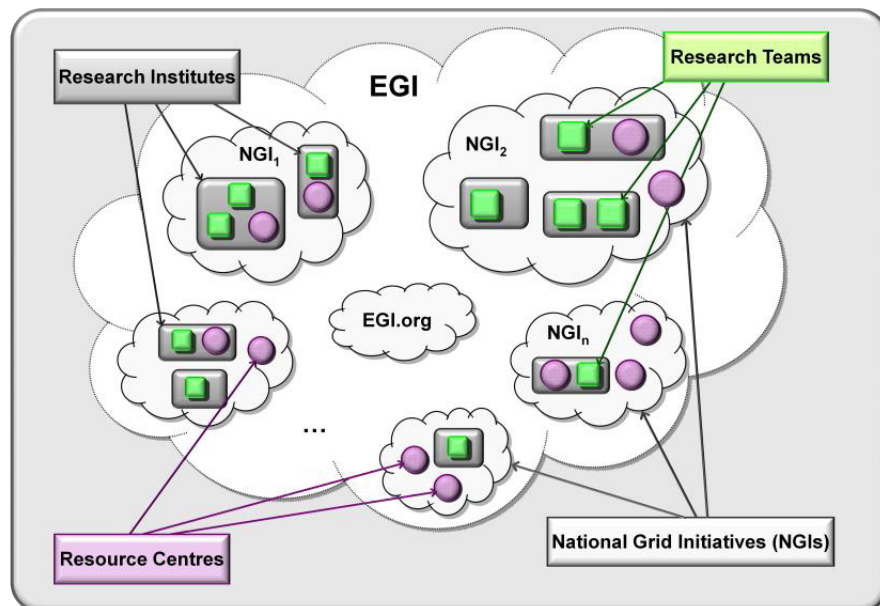 Research Institutes
Research Teams
EGI
NGI₁
NGI₂
EGI.org
NGIₙ
...
Resource Centres
National Grid Initiatives (NGIs)